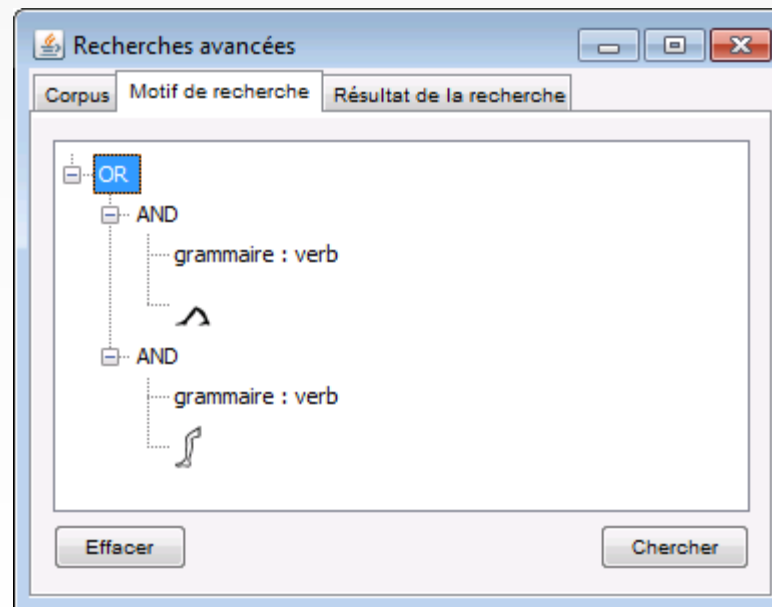 Recherches avancées
Corpus Motif de recherche Résultat de la recherche
OR
AND
grammaire : verb
𓂻
AND
grammaire : verb
𓂾
Effacer Chercher